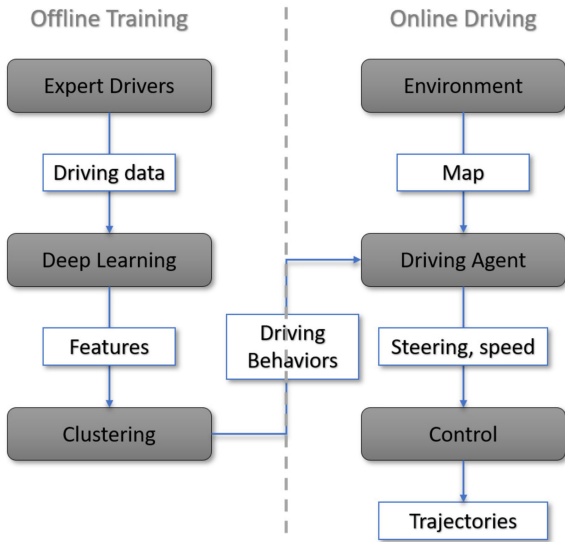 Offline Training
Online Driving
Expert Drivers
Environment
Driving data
Map
Deep Learning
Driving Agent
Features
Driving
Behaviors
Steering, speed
Clustering
Control
Trajectories